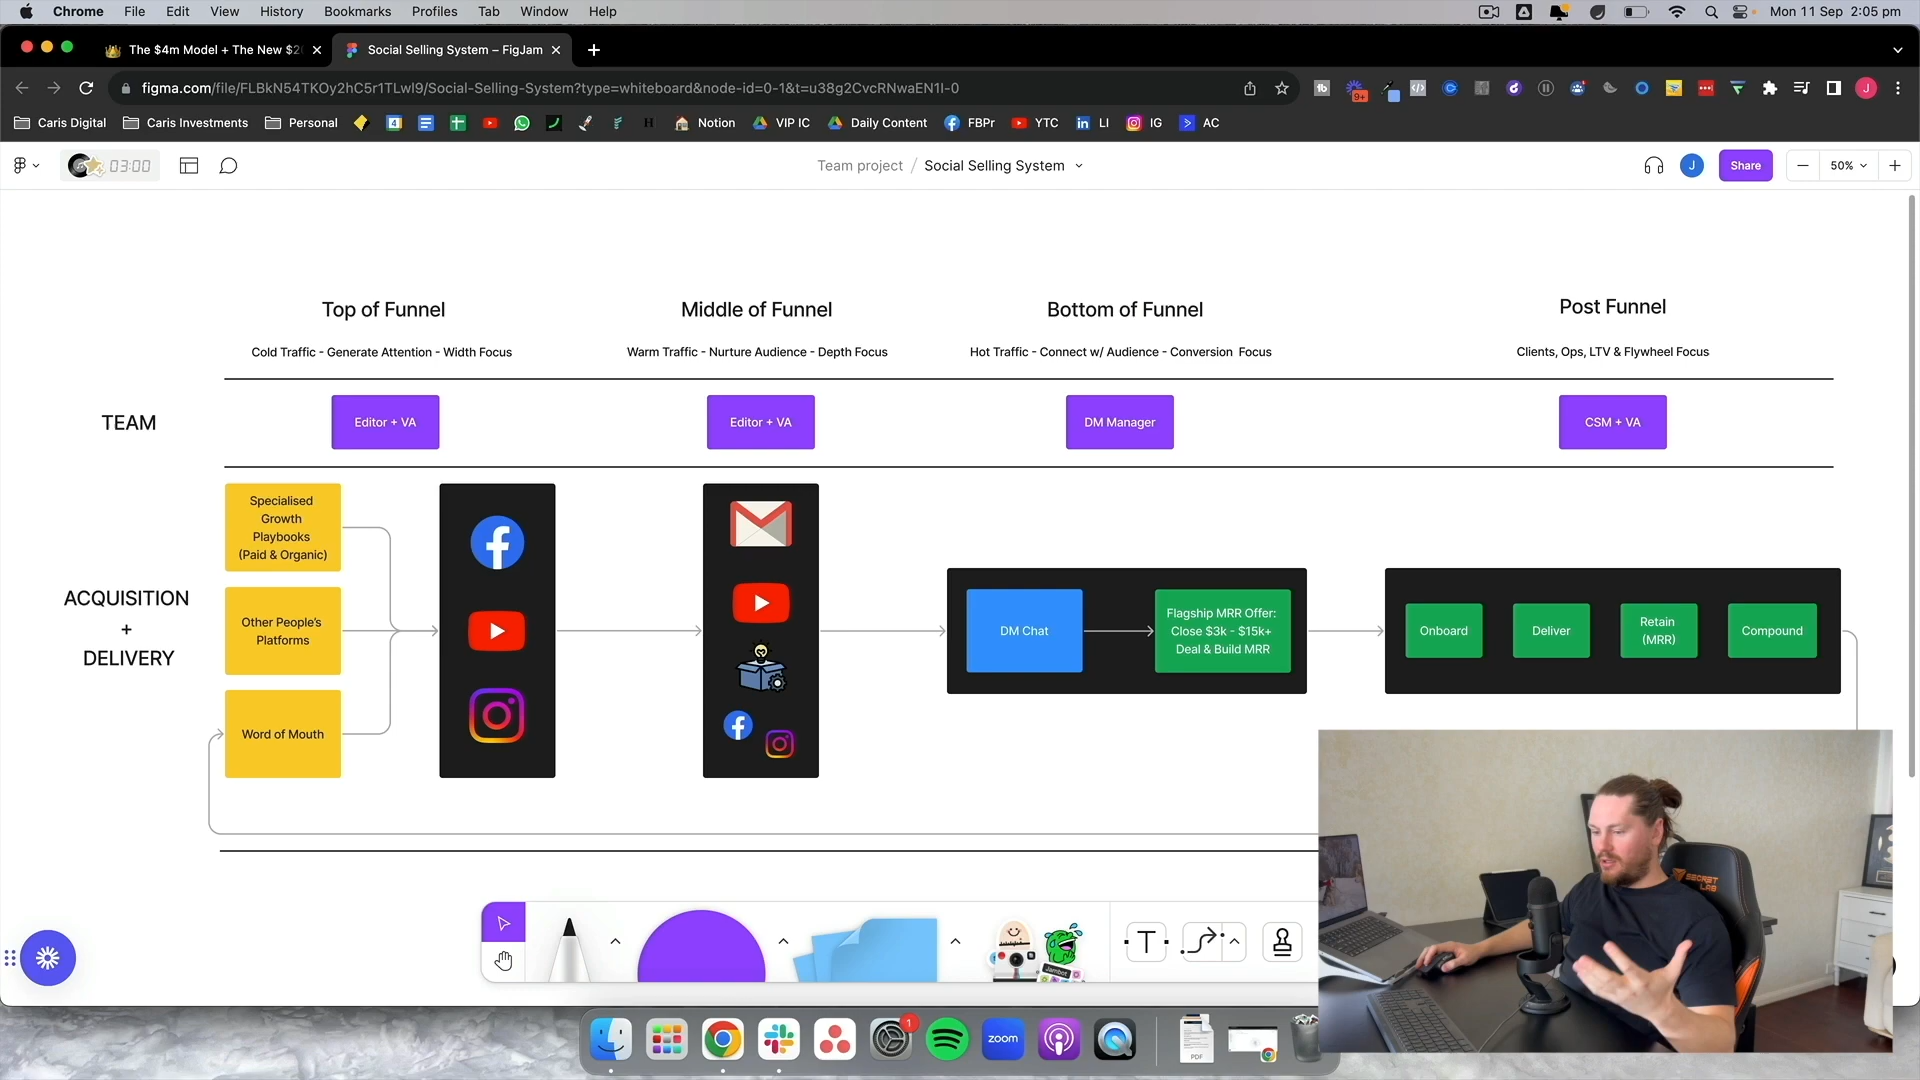 Chrome File Edit View History Bookmarks Profiles Tab Window Help
Mon 11 Sep 2:05 pm
The $4m Model + The New $2
Social Selling System – FigJam
figma.com/file/FLBkN54TKOy2hC5r1TLwl9/Social-Selling-System?type=whiteboard&node-id=0-1&t=u38g2CvcRNwaEN1I-0
9+
J
Caris Digital
Caris Investments
Personal
4
H
Notion
VIP IC
Daily Content
FBPr
YTC
LI
IG
AC
03:00
Team project / Social Selling System
J
Share
50%
Top of Funnel
Middle of Funnel
Bottom of Funnel
Post Funnel
Cold Traffic - Generate Attention - Width Focus
Warm Traffic - Nurture Audience - Depth Focus
Hot Traffic - Connect w/ Audience - Conversion Focus
Clients, Ops, LTV & Flywheel Focus
TEAM
Editor + VA
Editor + VA
DM Manager
CSM + VA
ACQUISITION
+
DELIVERY
Specialised
Growth
Playbooks
(Paid & Organic)
Other People's
Platforms
Word of Mouth
DM Chat
Flagship MRR Offer:
Close $3k - $15k+
Deal & Build MRR
Onboard
Deliver
Retain
(MRR)
Compound
T
Jambot
SECRET
LAB
1
zoom
PDF